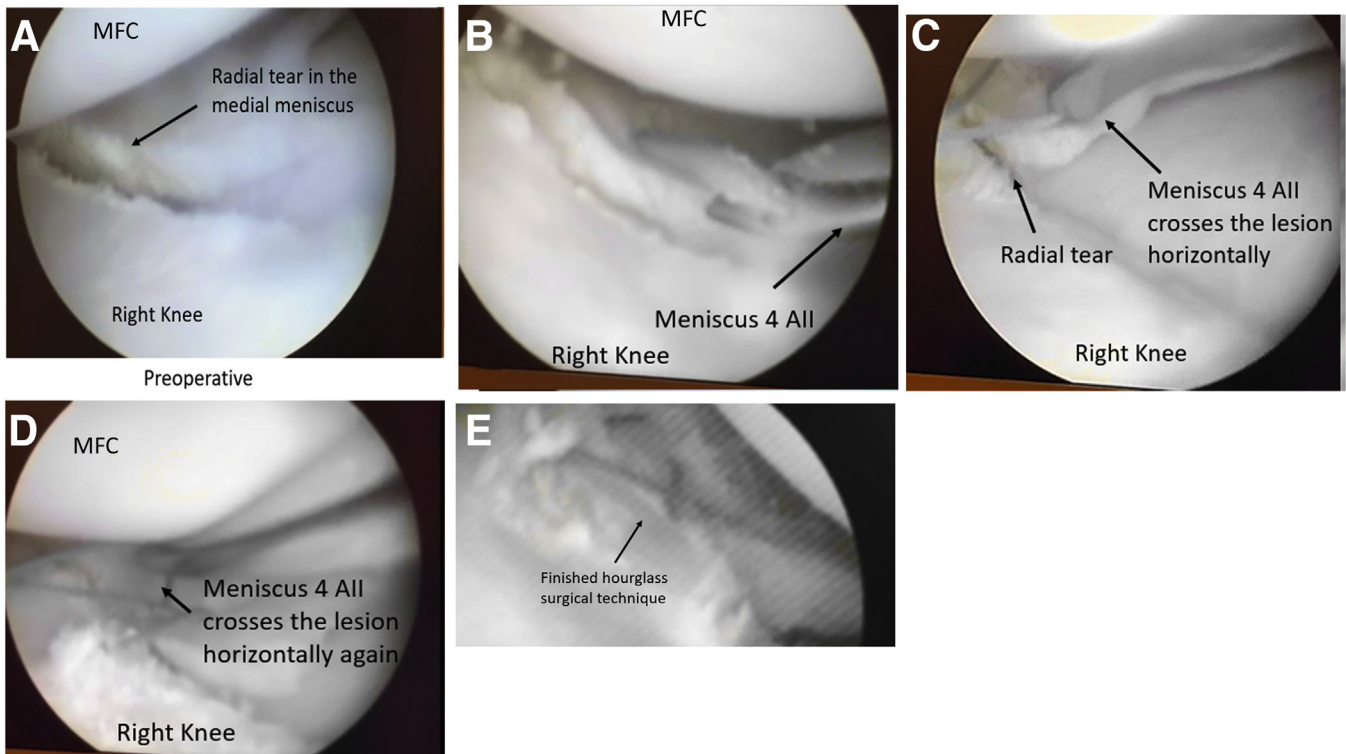 A
MFC
Radial tear in the
medial meniscus
Right Knee
Preoperative
B
MFC
Meniscus 4 All
Right Knee
C
Meniscus 4 All
crosses the lesion
horizontally
Radial tear
Right Knee
D
MFC
Meniscus 4 All
crosses the lesion
horizontally again
Right Knee
E
Finished hourglass
surgical technique